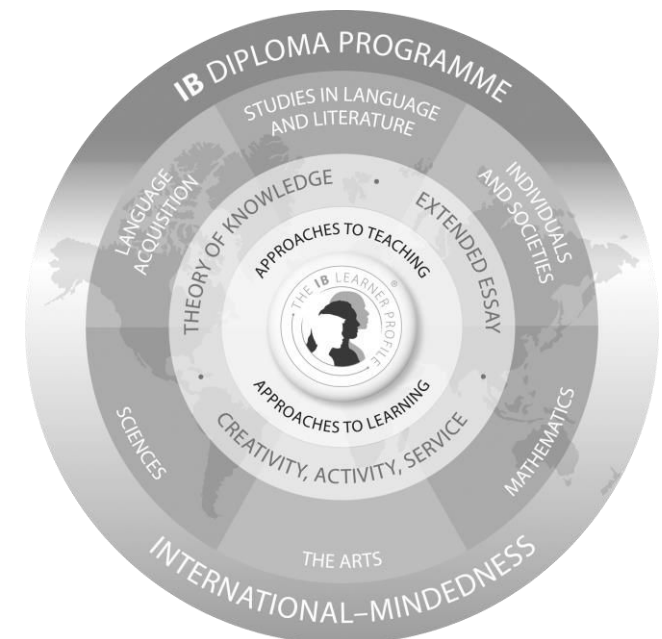 IB DIPLOMA PROGRAMME
STUDIES IN LANGUAGE
AND LITERATURE
LANGUAGE
ACQUISITION
INDIVIDUALS
AND SOCIETIES
THEORY OF KNOWLEDGE
EXTENDED ESSAY
APPROACHES TO TEACHING
THE IB LEARNER PROFILE ®
APPROACHES TO LEARNING
CREATIVITY, ACTIVITY, SERVICE
SCIENCES
MATHEMATICS
THE ARTS
INTERNATIONAL–MINDEDNESS